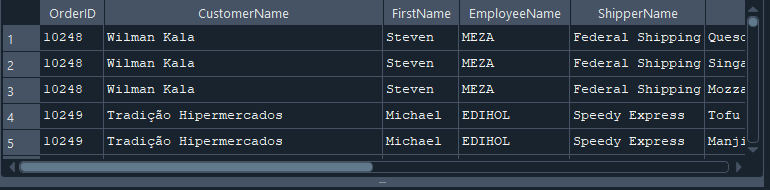 OrderID CustomerName FirstName EmployeeName ShipperName
1 10248 Wilman Kala Steven MEZA Federal Shipping Queso
2 10248 Wilman Kala Steven MEZA Federal Shipping Singa
3 10248 Wilman Kala Steven MEZA Federal Shipping Mozza
4 10249 Tradição Hipermercados Michael EDIHOL Speedy Express Tofu
5 10249 Tradição Hipermercados Michael EDIHOL Speedy Express Manji